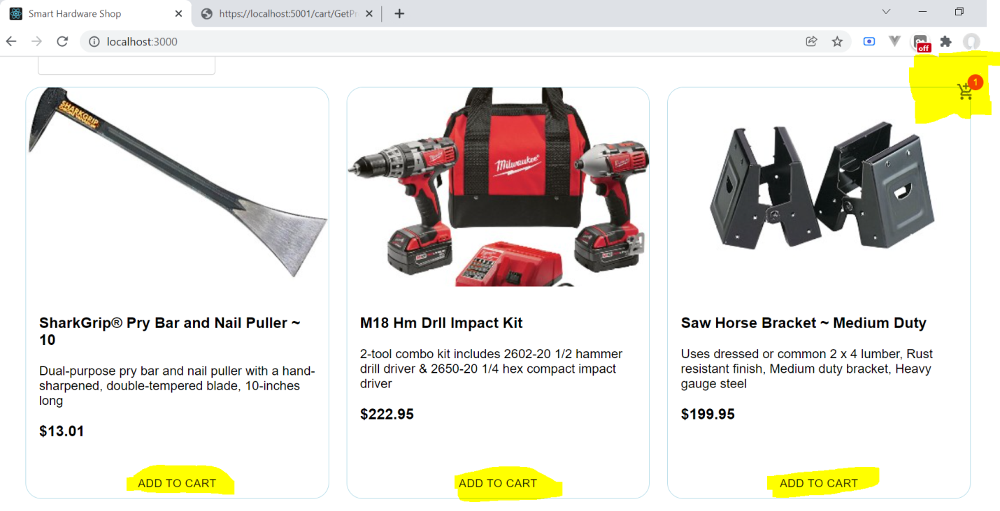 Smart Hardware Shop
https://localhost:5001/cart/GetPr
localhost:3000
off
1
SHARKGRIP
Milwaukee
SharkGrip® Pry Bar and Nail Puller ~
10
Dual-purpose pry bar and nail puller with a hand-
sharpened, double-tempered blade, 10-inches
long
$13.01
ADD TO CART
M18 Hm Drll Impact Kit
2-tool combo kit includes 2602-20 1/2 hammer
drill driver & 2650-20 1/4 hex compact impact
driver
$222.95
ADD TO CART
Saw Horse Bracket ~ Medium Duty
Uses dressed or common 2 x 4 lumber, Rust
resistant finish, Medium duty bracket, Heavy
gauge steel
$199.95
ADD TO CART